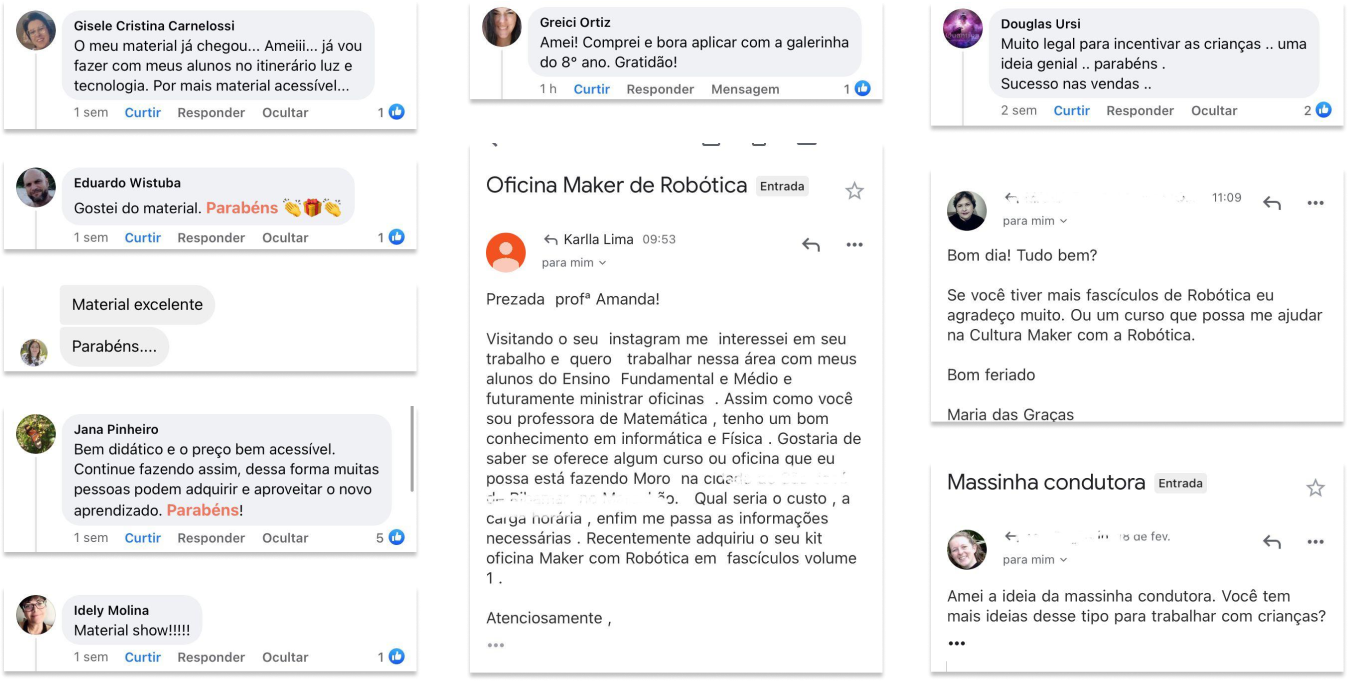 Gisele Cristina Carnelossi
O meu material já chegou... Ameiii... já vou
fazer com meus alunos no itinerário luz e
tecnologia. Por mais material acessível...
1 sem Curtir Responder Ocultar 1
Eduardo Wistuba
Gostei do material. Parabéns 👏🎁👏
1 sem Curtir Responder Ocultar 1
Material excelente
Parabéns....
Jana Pinheiro
Bem didático e o preço bem acessível.
Continue fazendo assim, dessa forma muitas
pessoas podem adquirir e aproveitar o novo
aprendizado. Parabéns!
1 sem Curtir Responder Ocultar 5
Idely Molina
Material show!!!!!
1 sem Curtir Responder Ocultar 1
Greici Ortiz
Amei! Comprei e bora aplicar com a galerinha
do 8º ano. Gratidão!
1 h Curtir Responder Mensagem 1
Oficina Maker de Robótica Entrada
Karlla Lima 09:53
para mim
Prezada profª Amanda!
Visitando o seu instagram me interessei em seu
trabalho e quero trabalhar nessa área com meus
alunos do Ensino Fundamental e Médio e
futuramente ministrar oficinas . Assim como você
sou professora de Matemática , tenho um bom
conhecimento em informática e Física . Gostaria de
saber se oferece algum curso ou oficina que eu
possa está fazendo Moro na cidade
Qual seria o custo , a
carga horária , enfim me passa as informações
necessárias . Recentemente adquiriu o seu kit
oficina Maker com Robótica em fascículos volume
1 .
Atenciosamente ,
Douglas Ursi
Muito legal para incentivar as crianças .. uma
ideia genial .. parabéns .
Sucesso nas vendas ..
2 sem Curtir Responder Ocultar 2
11:09
para mim
Bom dia! Tudo bem?
Se você tiver mais fascículos de Robótica eu
agradeço muito. Ou um curso que possa me ajudar
na Cultura Maker com a Robótica.
Bom feriado
Maria das Graças
Massinha condutora Entrada
de fev.
para mim
Amei a ideia da massinha condutora. Você tem
mais ideias desse tipo para trabalhar com crianças?